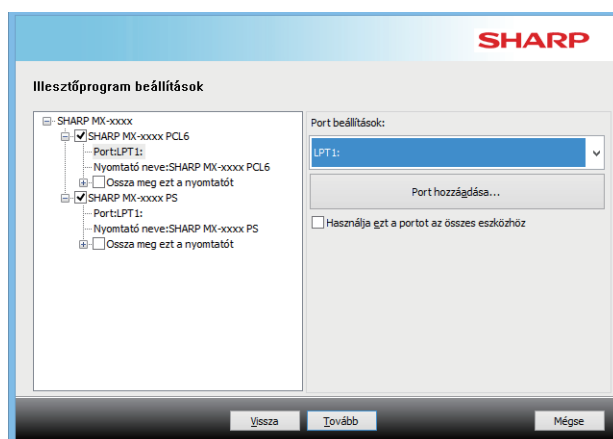 SHARP
Illesztőprogram beállítások
SHARP MX-xxxx
SHARP MX-xxxx PCL6
Port:LPT1:
Nyomtató neve:SHARP MX-xxxx PCL6
Ossza meg ezt a nyomtatót
SHARP MX-xxxx PS
Port:LPT1:
Nyomtató neve:SHARP MX-xxxx PS
Ossza meg ezt a nyomtatót
Port beállítások:
LPT1:
Port hozzáadása...
Használja ezt a portot az összes eszközhöz
Vissza
Tovább
Mégse